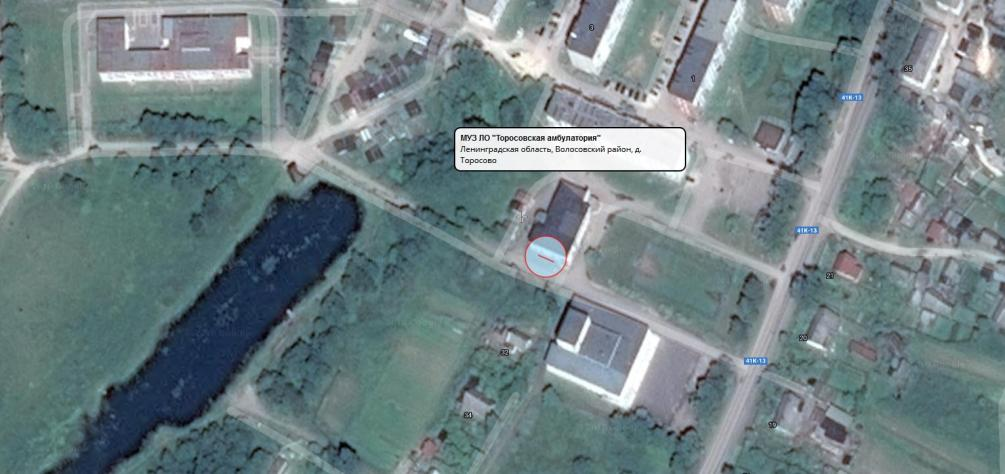 3
1
35
41К-13
МУЗ ЛО "Торосовская амбулатория"
Ленинградская область, Волосовский район, д.
Торосово
41К-13
21
20
32
41К-13
34
19